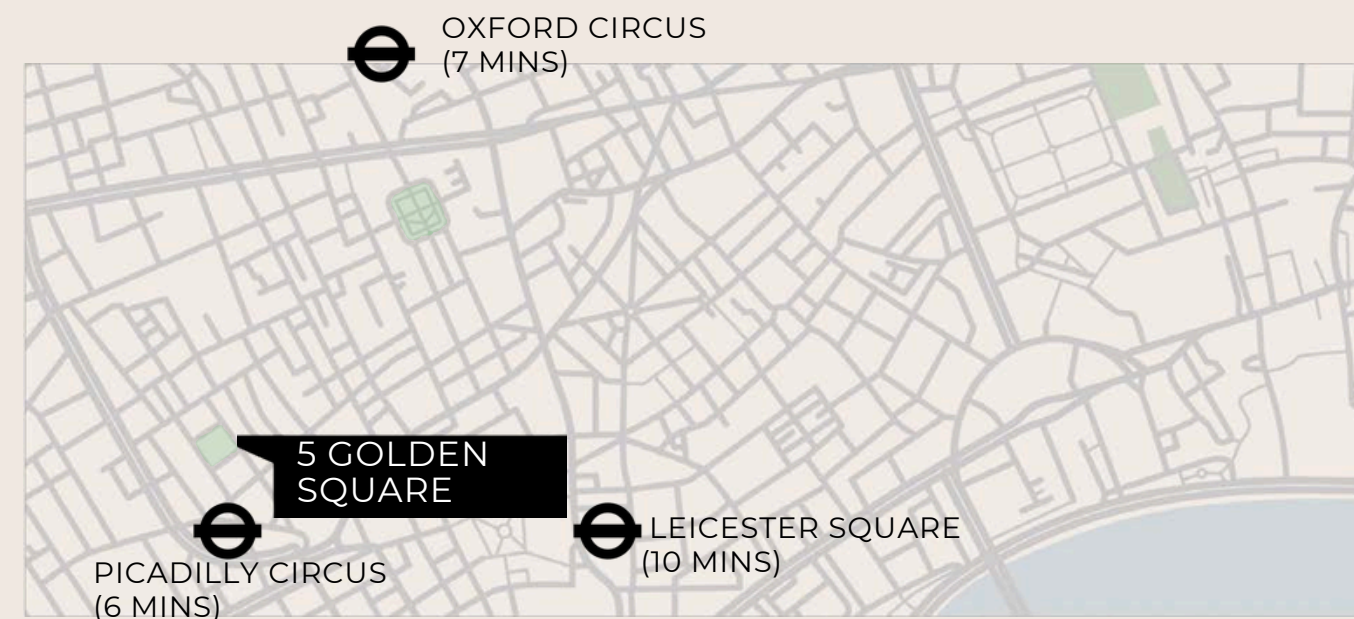 OXFORD CIRCUS
(7 MINS)
5 GOLDEN
SQUARE
LEICESTER SQUARE
(10 MINS)
PICADILLY CIRCUS
(6 MINS)